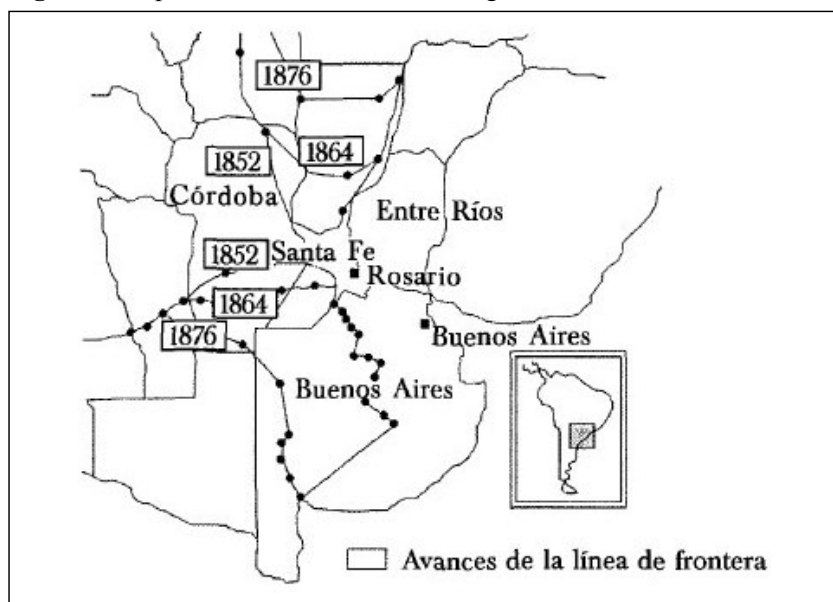 1876
1852
1864
Córdoba
Entre Ríos
1852
Santa Fe
Rosario
1864
1876
Buenos Aires
Buenos Aires
Avances de la línea de frontera